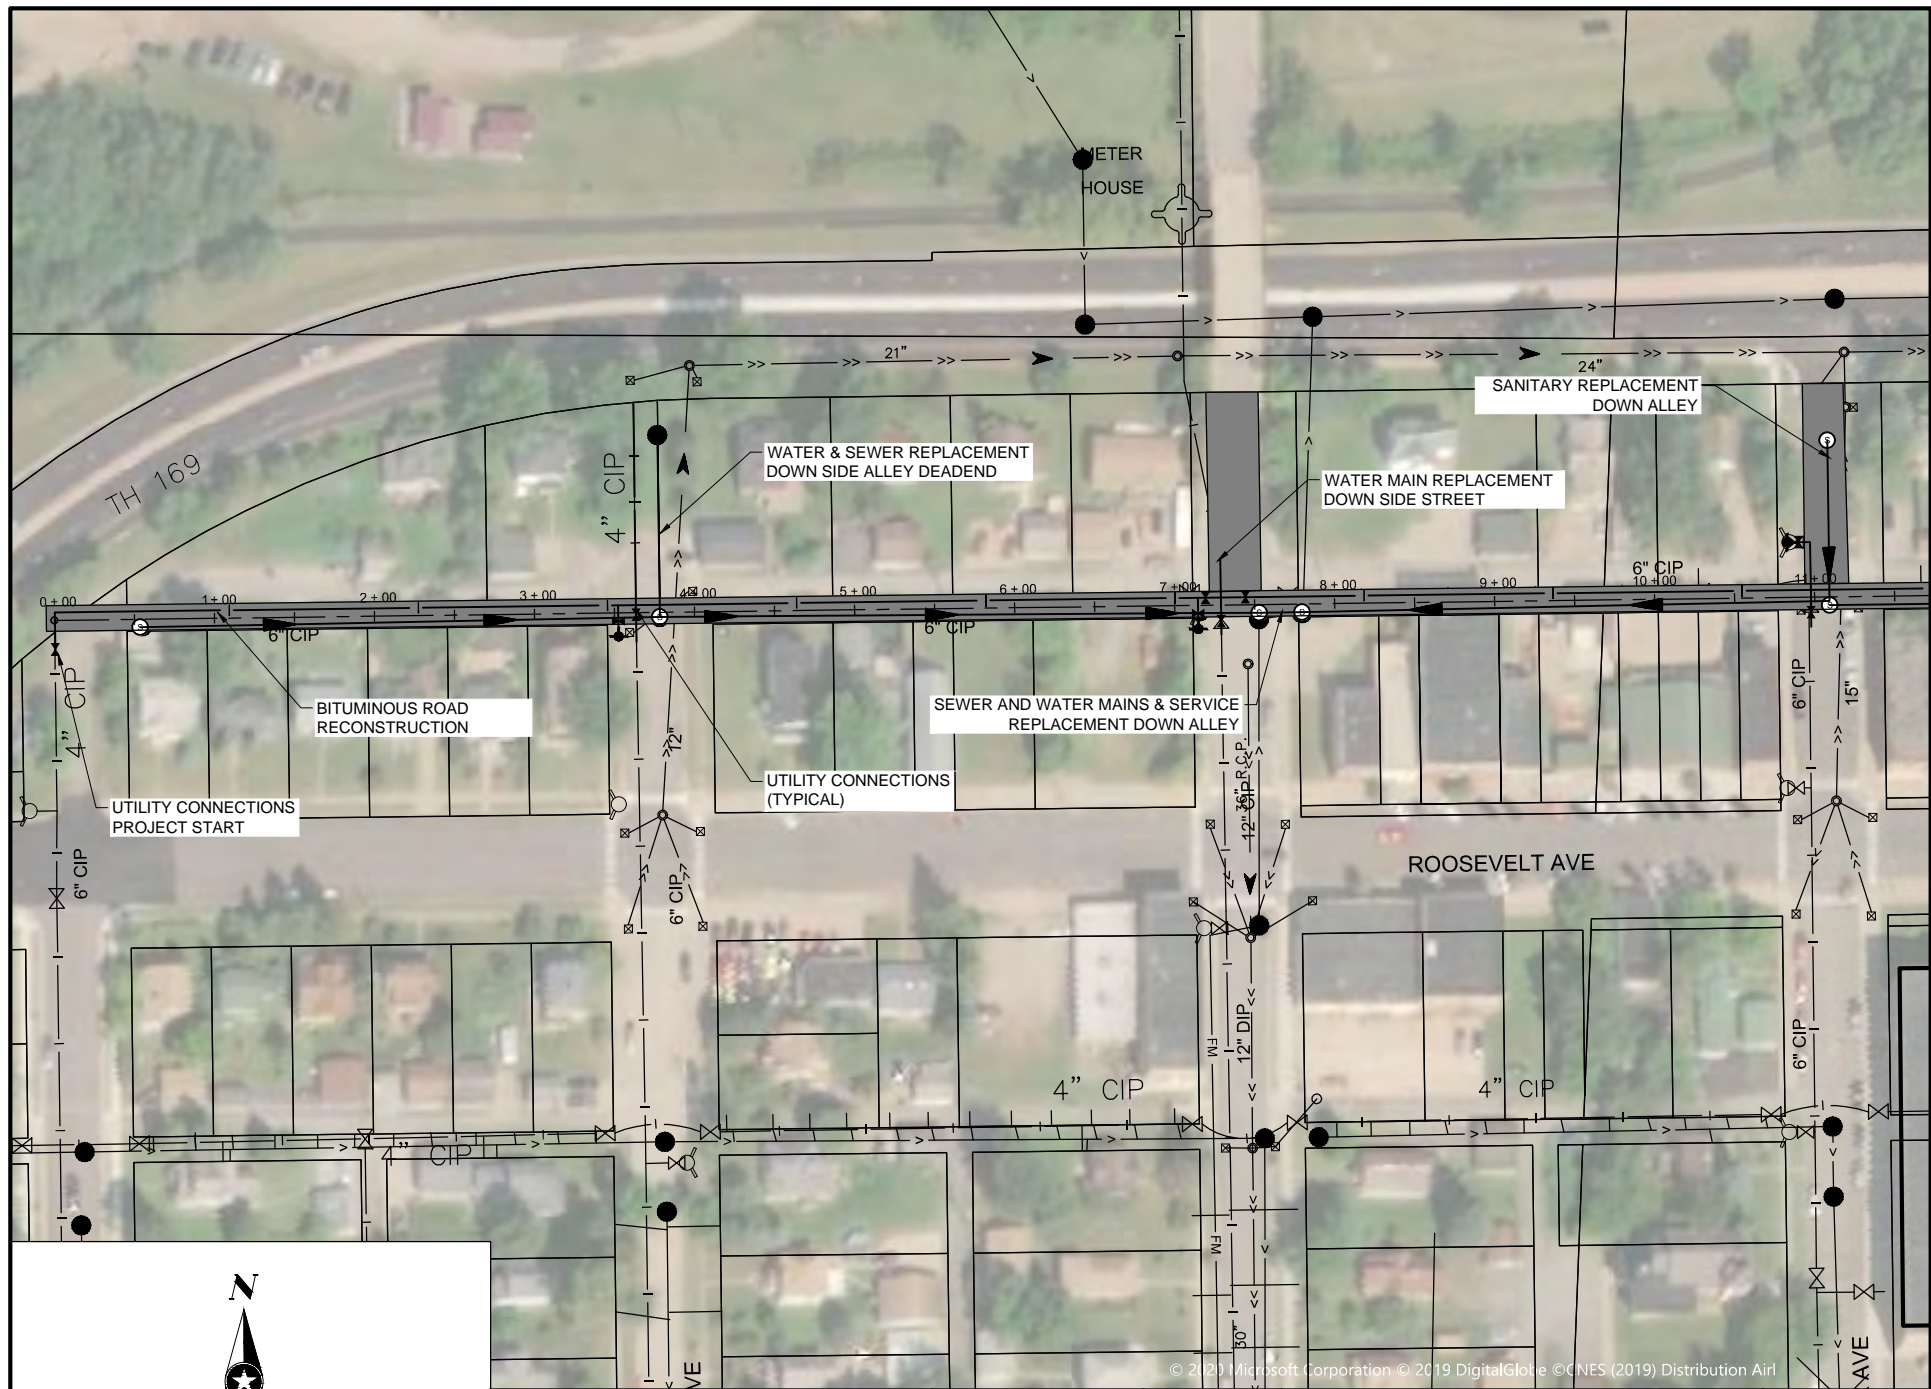 METER
HOUSE
21"
24"
SANITARY REPLACEMENT
DOWN ALLEY
WATER & SEWER REPLACEMENT
DOWN SIDE ALLEY DEADEND
4" CIP
WATER MAIN REPLACEMENT
DOWN SIDE STREET
TH 169
0 + 00
1 + 00
2 + 00
3 + 00
4 + 00
5 + 00
6 + 00
7 + 00
8 + 00
9 + 00
10 + 00
11 + 00
6" CIP
6" CIP
6" CIP
4" CIP
BITUMINOUS ROAD
RECONSTRUCTION
SEWER AND WATER MAINS & SERVICE
REPLACEMENT DOWN ALLEY
6" CIP
15"
12"
36" R.C.P.
12" CIP
UTILITY CONNECTIONS
(TYPICAL)
UTILITY CONNECTIONS
PROJECT START
6" CIP
6" CIP
ROOSEVELT AVE
FM
12" DIP
6" CIP
4" CIP
4" CIP
4" CIP
FM
30"
N
VE
AVE
© 2020 Microsoft Corporation © 2019 DigitalGlobe ©CNES (2019) Distribution Airl